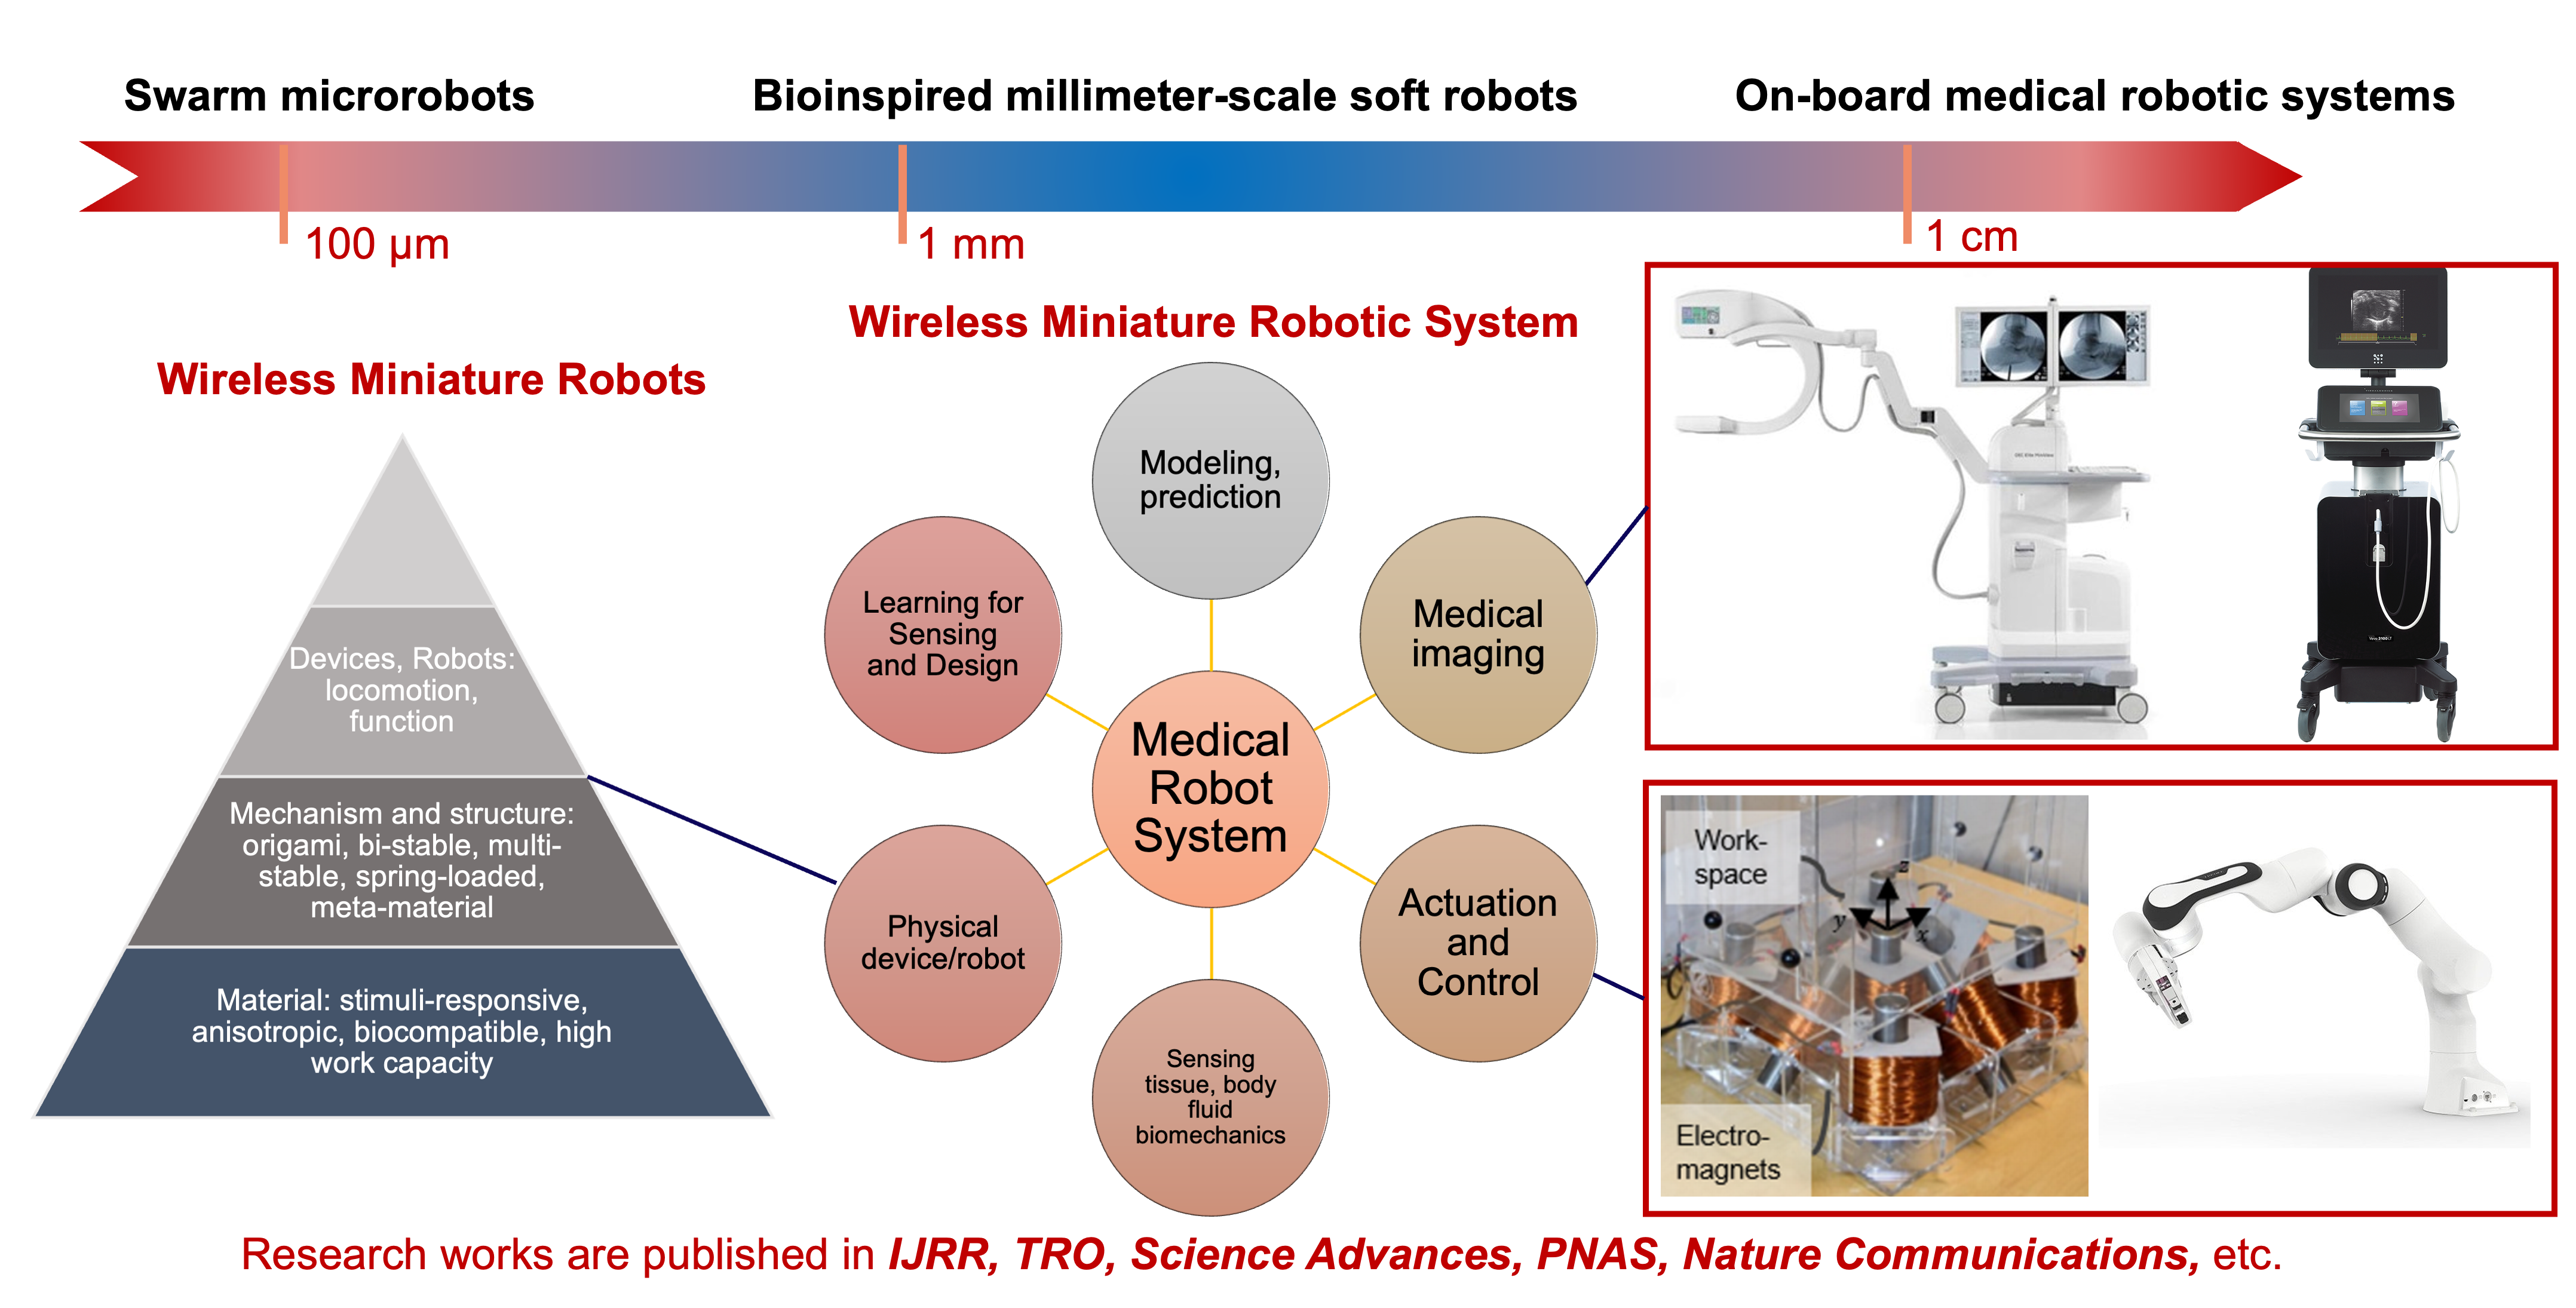 Swarm microrobots
Bioinspired millimeter-scale soft robots
On-board medical robotic systems
100 μm
1 mm
1 cm
Wireless Miniature Robots
Devices, Robots:
locomotion,
function
Mechanism and structure:
origami, bi-stable, multi-
stable, spring-loaded,
meta-material
Material: stimuli-responsive,
anisotropic, biocompatible, high
work capacity
Wireless Miniature Robotic System
Modeling,
prediction
Learning for
Sensing
and Design
Medical
imaging
Medical
Robot
System
Physical
device/robot
Actuation
and
Control
Sensing
tissue, body
fluid
biomechanics
Work-
space
z
y
x
Electro-
magnets
Research works are published in IJRR, TRO, Science Advances, PNAS, Nature Communications, etc.